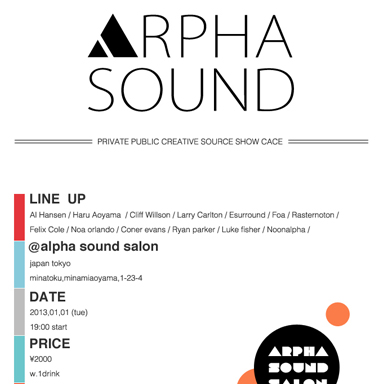 ARPHA
SOUND
PRIVATE PUBLIC CREATIVE SOURCE SHOW CACE
LINE UP
Al Hansen / Haru Aoyama / Cliff Willson / Larry Carlton / Esurround / Foa / Rasternoton /
Felix Cole / Noa orlando / Coner evans / Ryan parker / Luke fisher / Noonalpha /
@alpha sound salon
japan tokyo
minatoku,minamiaoyama,1-23-4
DATE
2013,01,01 (tue)
19:00 start
PRICE
¥2000
w.1drink
ARPHA
SOUND
SALON